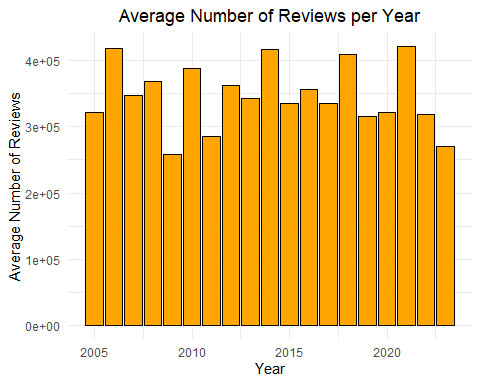 Average Number of Reviews per Year
Average Number of Reviews
4e+05
3e+05
2e+05
1e+05
0e+00
2005 2010 2015 2020
Year